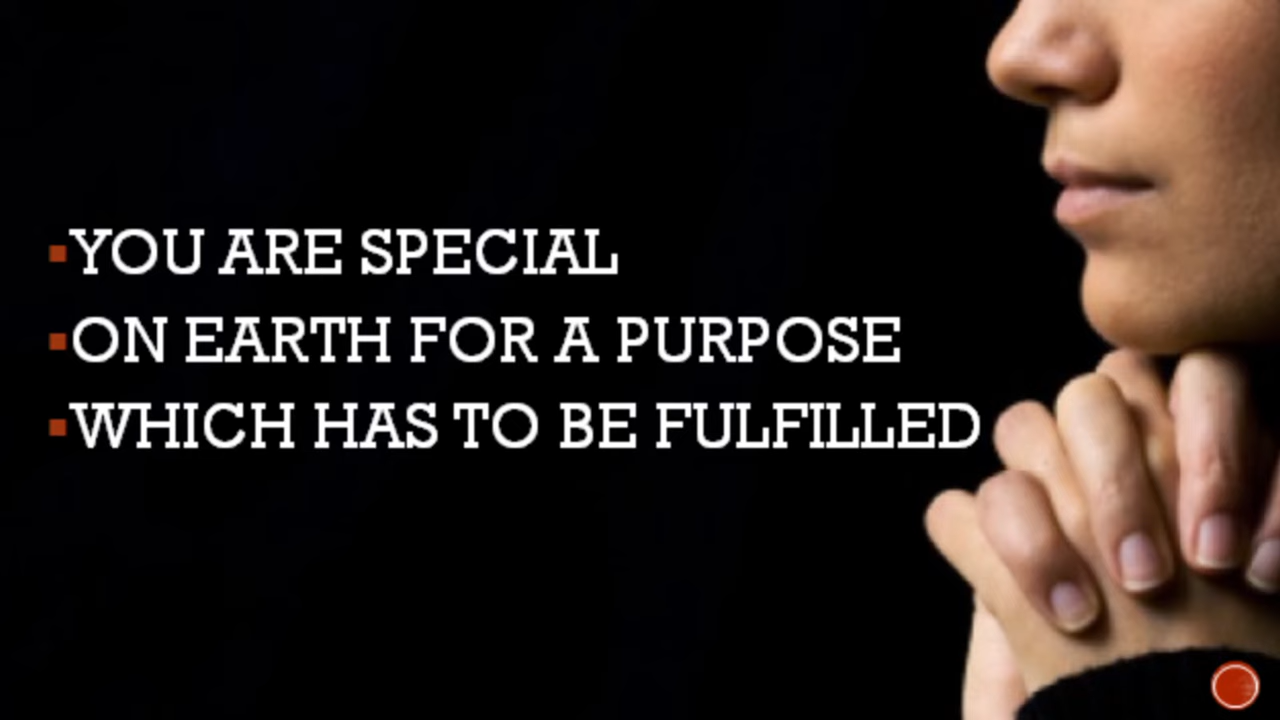 YOU ARE SPECIAL
ON EARTH FOR A PURPOSE
WHICH HAS TO BE FULFILLED